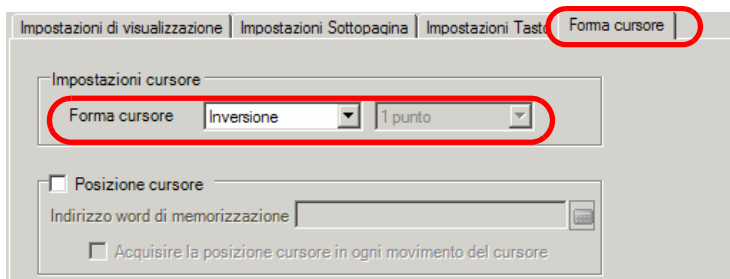 Impostazioni di visualizzazione Impostazioni Sottopagina Impostazioni Tasto Forma cursore
Impostazioni cursore
Forma cursore Inversione 1 punto
Posizione cursore
Indirizzo word di memorizzazione
Acquisire la posizione cursore in ogni movimento del cursore